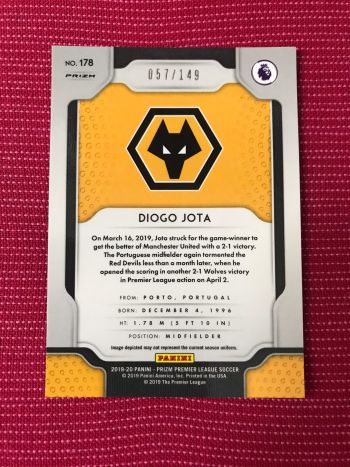 NO. 178
PRIZM
057/149
DIOGO JOTA
On March 16, 2019, Jota struck for the game-winner to
get the better of Manchester United with a 2-1 victory.
The Portuguese midfielder again tormented the
Red Devils less than a month later, when he
opened the scoring in another 2-1 Wolves victory
in Premier League action on April 2.
FROM: PORTO, PORTUGAL
BORN: DECEMBER 4, 1996
HT: 1.78 M (5 FT 10 IN)
POSITION: MIDFIELDER
Image depicted may not represent the current season uniform.
PANINI
2019-20 PANINI - PRIZM PREMIER LEAGUE SOCCER
© 2019 Panini America, Inc. Printed in the USA.
© 2019 The Premier League